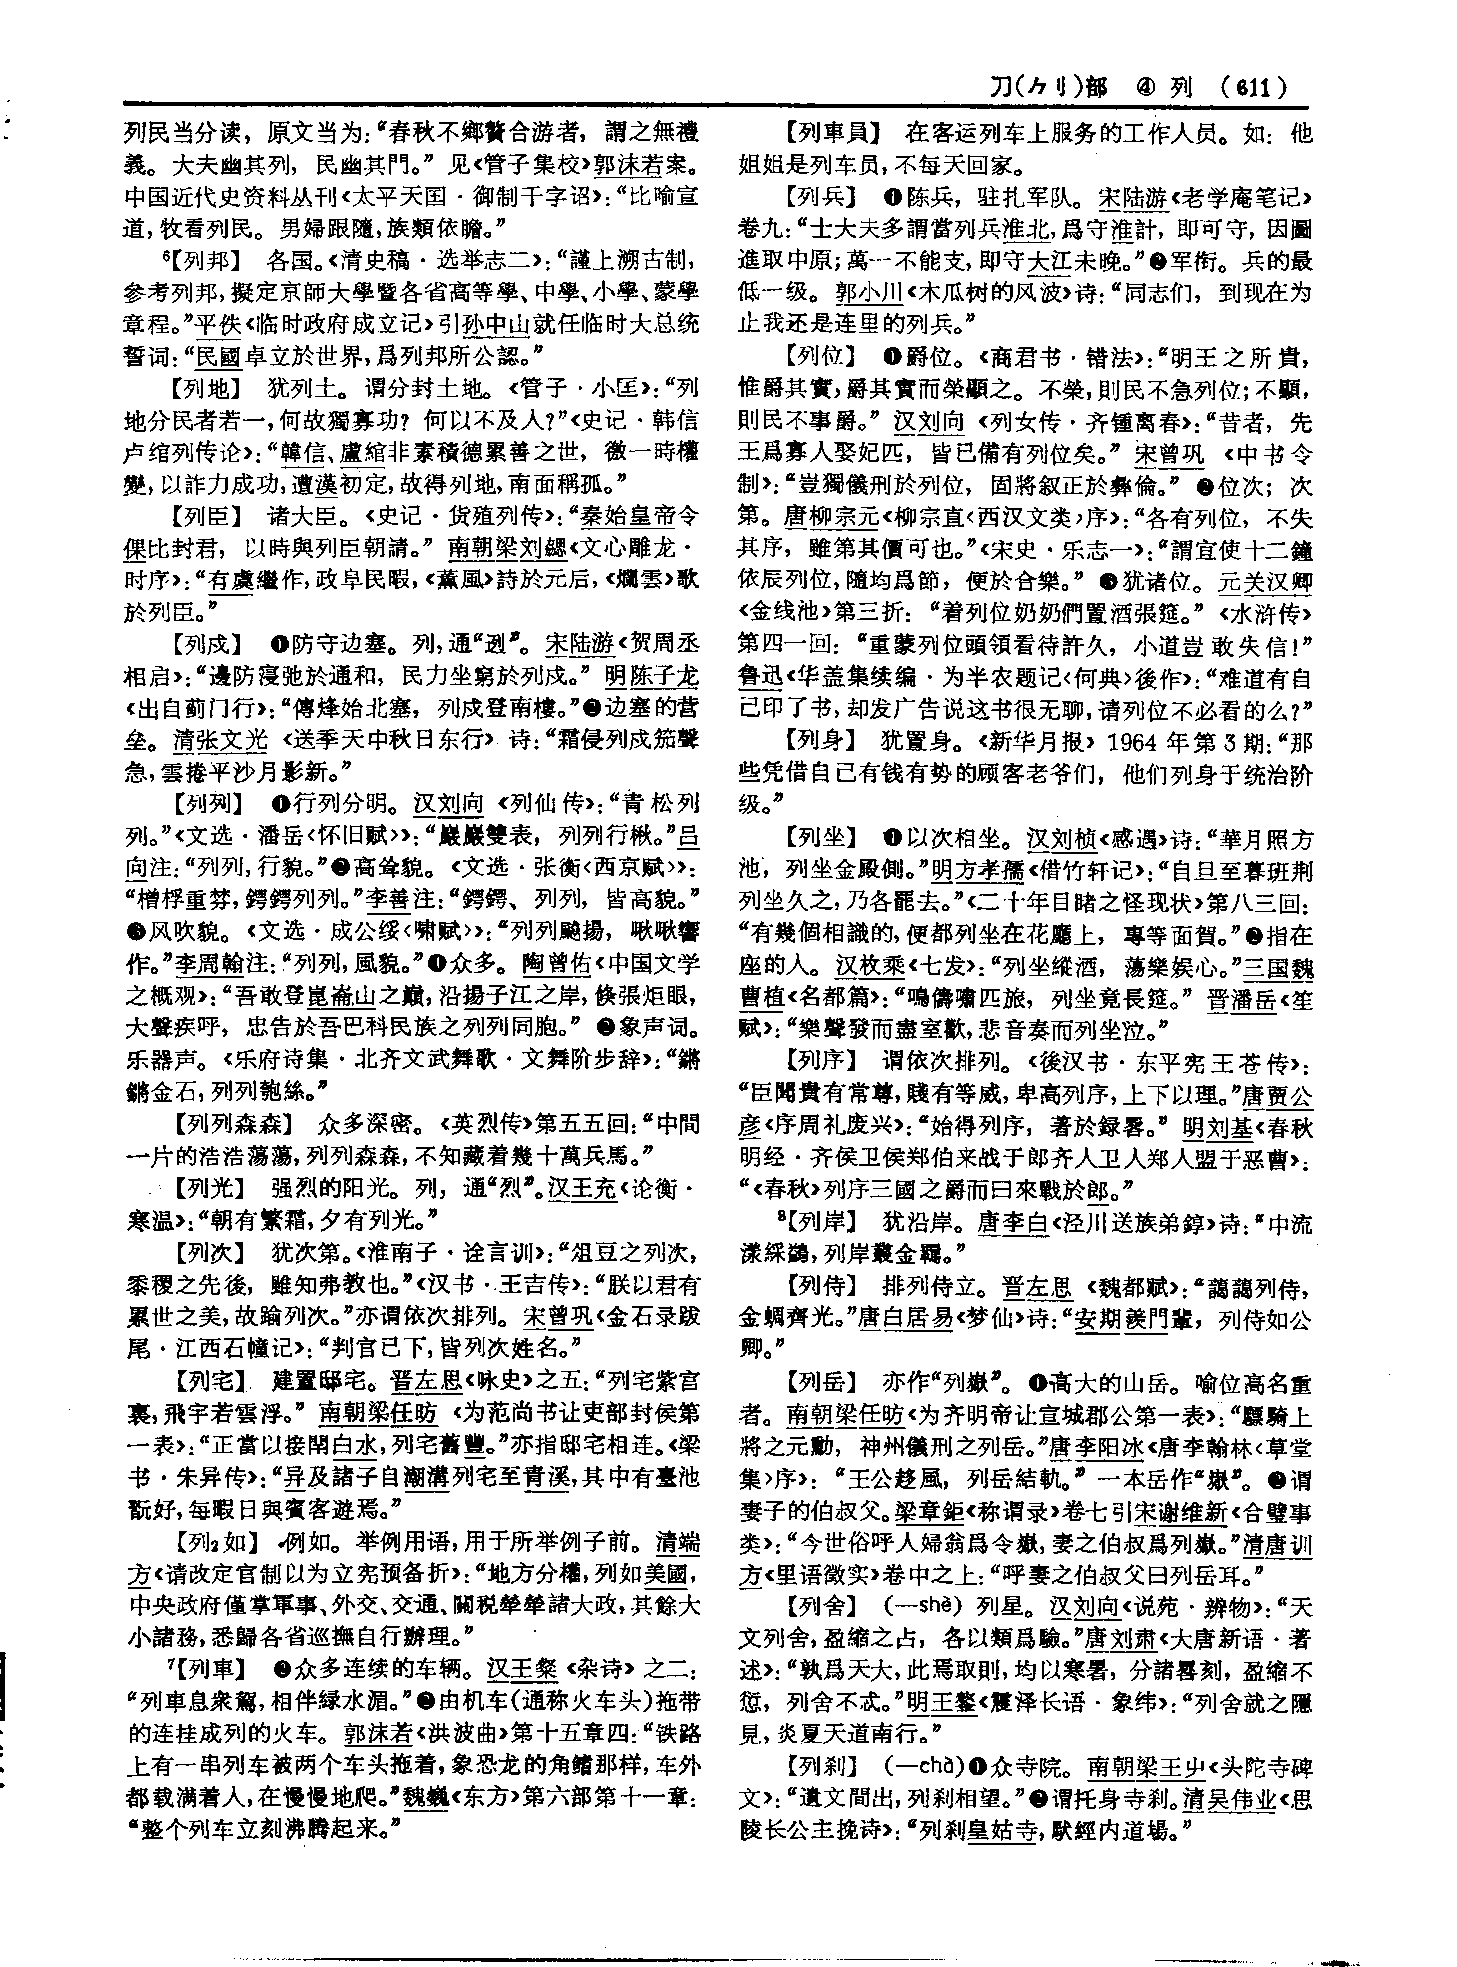 刀(⺈刂)部 ④ 列 (611)
列民当分读，原文当为：“春秋不鄉贅合游者，謂之無禮
義。大夫幽其列，民幽其門。”见《管子集校》郭沫若案。
中国近代史资料丛刊《太平天囯·御制千字诏》：“比喻宣
道，牧看列民。男婦跟隨，族類依瞻。”
⁶【列邦】 各国。《清史稿·选举志二》：“謹上溯古制，
参考列邦，擬定京師大學暨各省高等學、中學、小學、蒙學
章程。”平佚《临时政府成立记》引孙中山就任临时大总统
誓词：“民國卓立於世界，爲列邦所公認。”
【列地】 犹列土。谓分封土地。《管子·小匡》：“列
地分民者若一，何故獨寡功？何以不及人？”《史记·韩信
卢绾列传论》：“韓信、盧綰非素積德累善之世，徼一時權
變，以詐力成功，遭漢初定，故得列地，南面稱孤。”
【列臣】 诸大臣。《史记·货殖列传》：“秦始皇帝令
倮比封君，以時與列臣朝請。”南朝梁刘勰《文心雕龙·
时序》：“有虞繼作，政阜民暇，《薰風》詩於元后，《爛雲》歌
於列臣。”
【列戍】 ❶防守边塞。列，通“迾”。宋陆游《贺周丞
相启》：“邊防寖弛於通和，民力坐窮於列戍。”明陈子龙
《出自蓟门行》：“傳烽始北塞，列戍登南樓。”❷边塞的营
垒。清张文光《送季天中秋日东行》诗：“霜侵列戍笳聲
急，雲捲平沙月影新。”
【列列】 ❶行列分明。汉刘向《列仙传》：“青松列
列。”《文选·潘岳〈怀旧赋〉》：“巖巖雙表，列列行楸。”吕
向注：“列列，行貌。”❷高耸貌。《文选·张衡〈西京赋〉》：
“橧桴重棼，鍔鍔列列。”李善注：“鍔鍔、列列，皆高貌。”
❸风吹貌。《文选·成公绥〈啸赋〉》：“列列飈揚，啾啾響
作。”李周翰注：“列列，風貌。”❹众多。陶曾佑《中国文学
之概观》：“吾敢登崑崙山之巔，沿揚子江之岸，倏張炬眼，
大聲疾呼，忠告於吾巴科民族之列列同胞。”❷象声词。
乐器声。《乐府诗集·北齐文武舞歌·文舞阶步辞》：“鏘
鏘金石，列列匏絲。”
【列列森森】 众多深密。《英烈传》第五五回：“中間
一片的浩浩蕩蕩，列列森森，不知藏着幾十萬兵馬。”
【列光】 强烈的阳光。列，通“烈”。汉王充《论衡·
寒温》：“朝有繁霜，夕有列光。”
【列次】 犹次第。《淮南子·诠言训》：“俎豆之列次，
黍稷之先後，雖知弗教也。”《汉书·王吉传》：“朕以君有
累世之美，故踰列次。”亦谓依次排列。宋曾巩《金石录跋
尾·江西石幢记》：“判官已下，皆列次姓名。”
【列宅】 建置邸宅。晋左思《咏史》之五：“列宅紫宫
裏，飛宇若雲浮。”南朝梁任昉《为范尚书让吏部封侯第
一表》：“正當以接閈白水，列宅舊豐。”亦指邸宅相连。《梁
书·朱异传》：“异及諸子自潮溝列宅至青溪，其中有臺池
翫好，每暇日與賓客遊焉。”
【列₂如】 例如。举例用语，用于所举例子前。清端
方《请改定官制以为立宪预备折》：“地方分權，列如美國，
中央政府僅掌軍事、外交、交通、關税犖犖諸大政，其餘大
小諸務，悉歸各省巡撫自行辦理。”
⁷【列車】 ❷众多连续的车辆。汉王粲《杂诗》之二：
“列車息衆駕，相伴緑水湄。”❷由机车(通称火车头)拖带
的连挂成列的火车。郭沫若《洪波曲》第十五章四：“铁路
上有一串列车被两个车头拖着，象恐龙的角鳍那样，车外
都载满着人，在慢慢地爬。”魏巍《东方》第六部第十一章：
“整个列车立刻沸腾起来。”
【列車員】 在客运列车上服务的工作人员。如：他
姐姐是列车员，不每天回家。
【列兵】 ❶陈兵，驻扎军队。宋陆游《老学庵笔记》
卷九：“士大夫多謂當列兵淮北，爲守淮計，即可守，因圖
進取中原；萬一不能支，即守大江未晚。”❷军衔。兵的最
低一级。郭小川《木瓜树的风波》诗：“同志们，到现在为
止我还是连里的列兵。”
【列位】 ❶爵位。《商君书·错法》：“明王之所貴，
惟爵其實，爵其實而榮顯之。不榮，則民不急列位；不顯，
則民不事爵。”汉刘向《列女传·齐锺离春》：“昔者，先
王爲寡人娶妃匹，皆已備有列位矣。”宋曾巩《中书令
制》：“豈獨儀刑於列位，固將叙正於彝倫。”❷位次；次
第。唐柳宗元《柳宗直〈西汉文类〉序》：“各有列位，不失
其序，雖第其價可也。”《宋史·乐志一》：“謂宜使十二鐘
依辰列位，隨均爲節，便於合樂。”❸犹诸位。元关汉卿
《金线池》第三折：“着列位奶奶們置酒張筵。”《水浒传》
第四一回：“重蒙列位頭領看待許久，小道豈敢失信！”
鲁迅《华盖集续编·为半农题记〈何典〉後作》：“难道有自
己印了书，却发广告说这书很无聊，请列位不必看的么？”
【列身】 犹置身。《新华月报》1964年第3期：“那
些凭借自己有钱有势的顾客老爷们，他们列身于统治阶
级。”
【列坐】 ❶以次相坐。汉刘桢《感遇》诗：“華月照方
池，列坐金殿側。”明方孝孺《借竹轩记》：“自旦至暮班荆
列坐久之，乃各罷去。”《二十年目睹之怪现状》第八三回：
“有幾個相識的，便都列坐在花廳上，專等面賀。”❷指在
座的人。汉枚乘《七发》：“列坐縱酒，蕩樂娱心。”三国魏
曹植《名都篇》：“鳴儔嘯匹旅，列坐竟長筵。”晋潘岳《笙
赋》：“樂聲發而盡室歡，悲音奏而列坐泣。”
【列序】 谓依次排列。《後汉书·东平宪王苍传》：
“臣聞貴有常尊，賤有等威，卑高列序，上下以理。”唐贾公
彦《序周礼废兴》：“始得列序，著於録畧。”明刘基《春秋
明经·齐侯卫侯郑伯来战于郎齐人卫人郑人盟于恶曹》：
“《春秋》列序三國之爵而曰來戰於郎。”
⁸【列岸】 犹沿岸。唐李白《泾川送族弟錞》诗：“中流
漾綵鷁，列岸叢金羈。”
【列侍】 排列侍立。晋左思《魏都赋》：“藹藹列侍，
金蜩齊光。”唐白居易《梦仙》诗：“安期羨門輩，列侍如公
卿。”
【列岳】 亦作“列嶽”。❶高大的山岳。喻位高名重
者。南朝梁任昉《为齐明帝让宣城郡公第一表》：“驃騎上
將之元勳，神州儀刑之列岳。”唐李阳冰《唐李翰林〈草堂
集〉序》：“王公趍風，列岳結軌。”一本岳作“嶽”。❷谓
妻子的伯叔父。梁章鉅《称谓录》卷七引宋谢维新《合璧事
类》：“今世俗呼人婦翁爲令嶽，妻之伯叔爲列嶽。”清唐训
方《里语徵实》卷中之上：“呼妻之伯叔父曰列岳耳。”
【列舍】 (—shè) 列星。汉刘向《说苑·辨物》：“天
文列舍，盈縮之占，各以類爲驗。”唐刘肃《大唐新语·著
述》：“孰爲天大，此焉取則，均以寒暑，分諸晷刻，盈縮不
愆，列舍不忒。”明王鏊《震泽长语·象纬》：“列舍就之隱
見，炎夏天道南行。”
【列刹】 (—chà)❶众寺院。南朝梁王屮《头陀寺碑
文》：“遺文間出，列刹相望。”❷谓托身寺刹。清吴伟业《思
陵长公主挽诗》：“列刹皇姑寺，馱經内道場。”